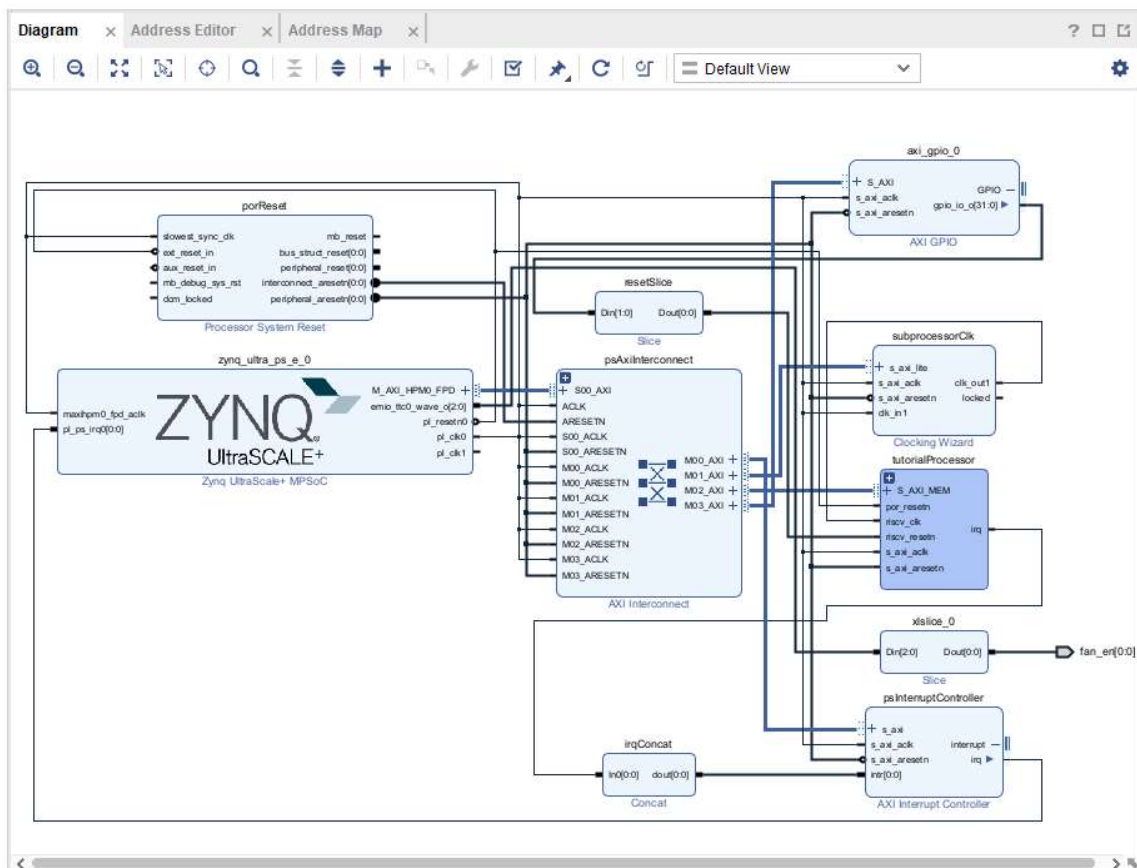 Diagram
Address Editor
Address Map
Default View
porReset
slowest_sync_clk
ext_reset_in
aux_reset_in
mb_debug_sys_rst
dcm_locked
mb_reset
bus_struct_reset[0:0]
peripheral_reset[0:0]
interconnect_aresetn[0:0]
peripheral_aresetn[0:0]
Processor System Reset
zynq_ultra_ps_e_0
maxihpm0_fpd_aclk
pl_ps_irq0[0:0]
ZYNQ
UltraSCALE+
M_AXI_HPM0_FPD
emio_ttc0_wave_o[2:0]
pl_resetn0
pl_clk0
pl_clk1
Zynq UltraScale+ MPSoC
resetSlice
Din[1:0]
Dout[0:0]
Slice
psAxiInterconnect
S00_AXI
ACLK
ARESETN
S00_ACLK
S00_ARESETN
M00_ACLK
M00_ARESETN
M01_ACLK
M01_ARESETN
M02_ACLK
M02_ARESETN
M03_ACLK
M03_ARESETN
M00_AXI
M01_AXI
M02_AXI
M03_AXI
AXI Interconnect
axi_gpio_0
S_AXI
s_axi_aclk
s_axi_aresetn
GPIO
gpio_io_o[31:0]
AXI GPIO
subprocessorClk
s_axi_lite
s_axi_aclk
s_axi_aresetn
clk_in1
clk_out1
locked
Clocking Wizard
tutorialProcessor
S_AXI_MEM
por_resetn
riscv_clk
riscv_resetn
s_axi_aclk
s_axi_aresetn
irq
xlslice_0
Din[2:0]
Dout[0:0]
Slice
fan_en[0:0]
psInterruptController
s_axi
s_axi_aclk
s_axi_aresetn
intr[0:0]
interrupt
irq
AXI Interrupt Controller
irqConcat
In0[0:0]
dout[0:0]
Concat